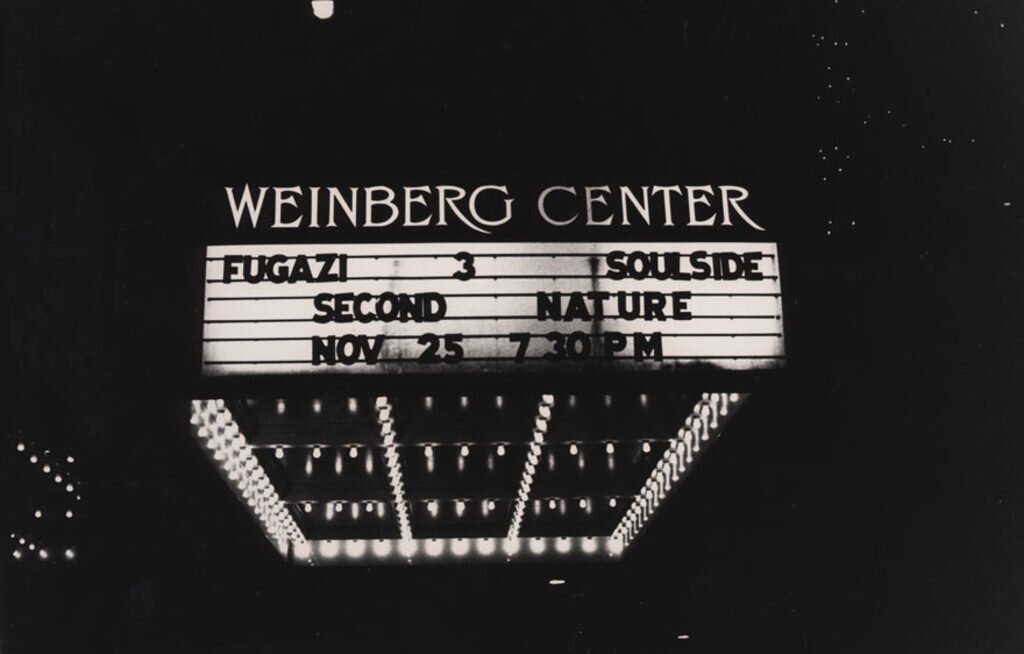 WEINBERG CENTER
FUGAZI 3 SOULSIDE
SECOND NATURE
NOV 25 7 30 PM